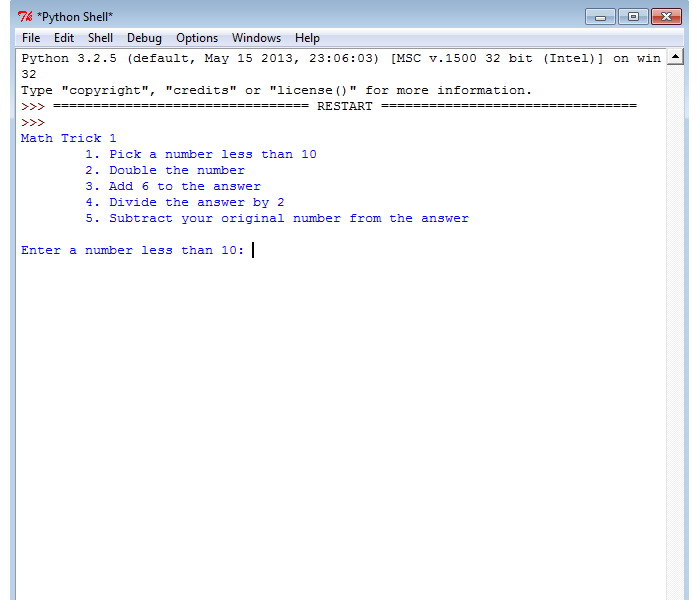 *Python Shell*
File Edit Shell Debug Options Windows Help
Python 3.2.5 (default, May 15 2013, 23:06:03) [MSC v.1500 32 bit (Intel)] on win
32
Type "copyright", "credits" or "license()" for more information.
>>> ================================ RESTART ================================
>>>
Math Trick 1
        1. Pick a number less than 10
        2. Double the number
        3. Add 6 to the answer
        4. Divide the answer by 2
        5. Subtract your original number from the answer

Enter a number less than 10: